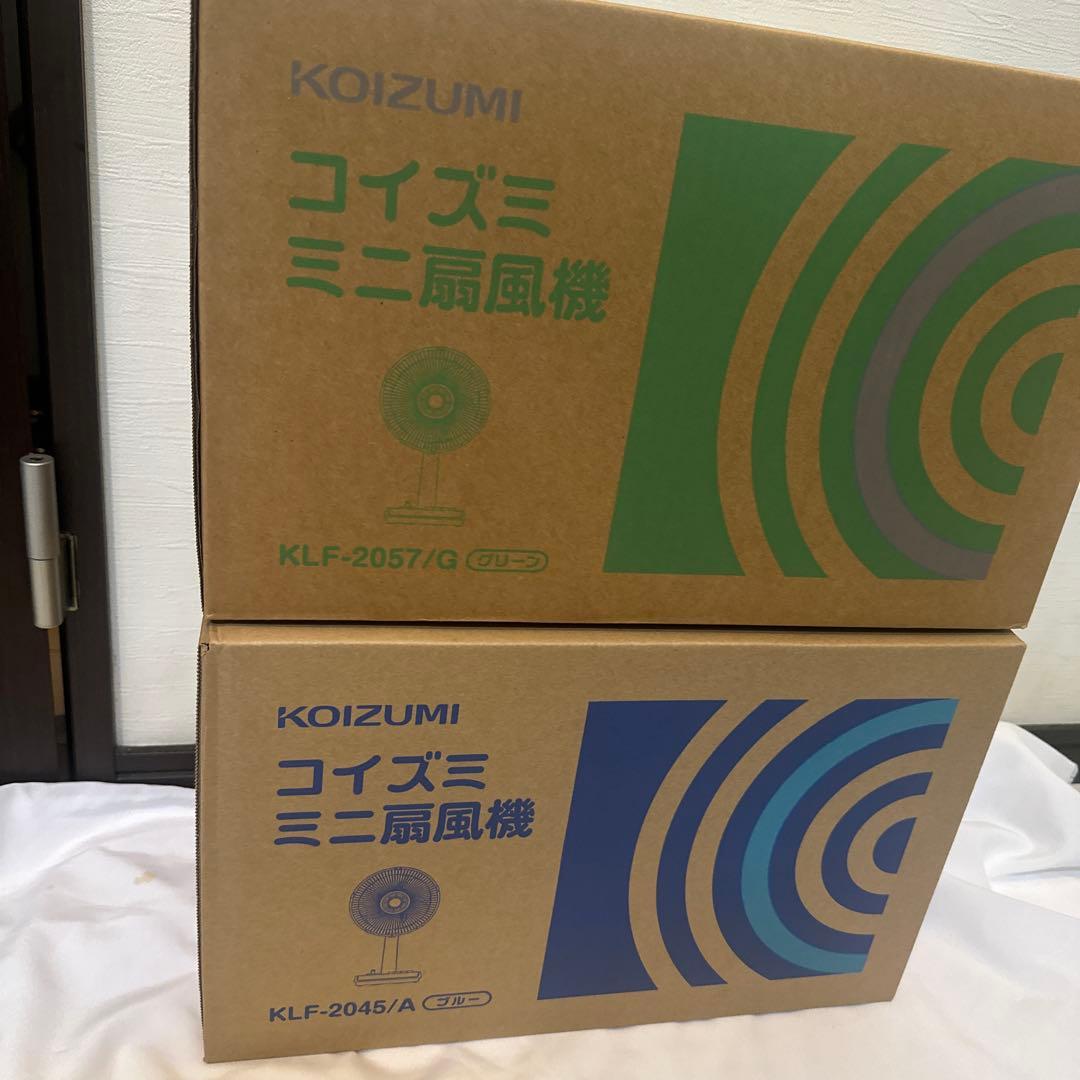 KOIZUMI
コイズミ
ミニ扇風機
KLF-2057/G グリーン
KOIZUMI
コイズミ
ミニ扇風機
KLF-2045/A ブルー